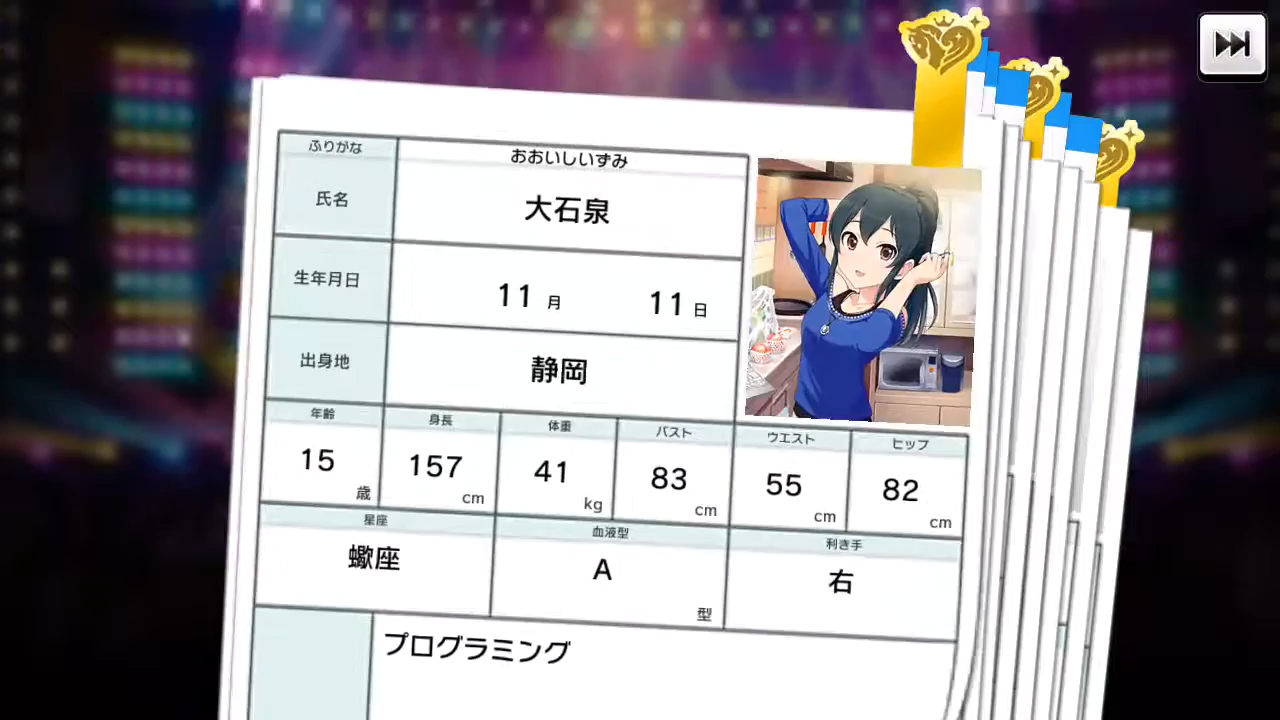 ふりがな
おおいしいずみ
氏名
大石泉
生年月日
11 月 11 日
出身地
静岡
年齢 身長 体重 バスト ウエスト ヒップ
15 歳 157 cm 41 kg 83 cm 55 cm 82 cm
星座 血液型 利き手
蠍座 A 型 右
プログラミング